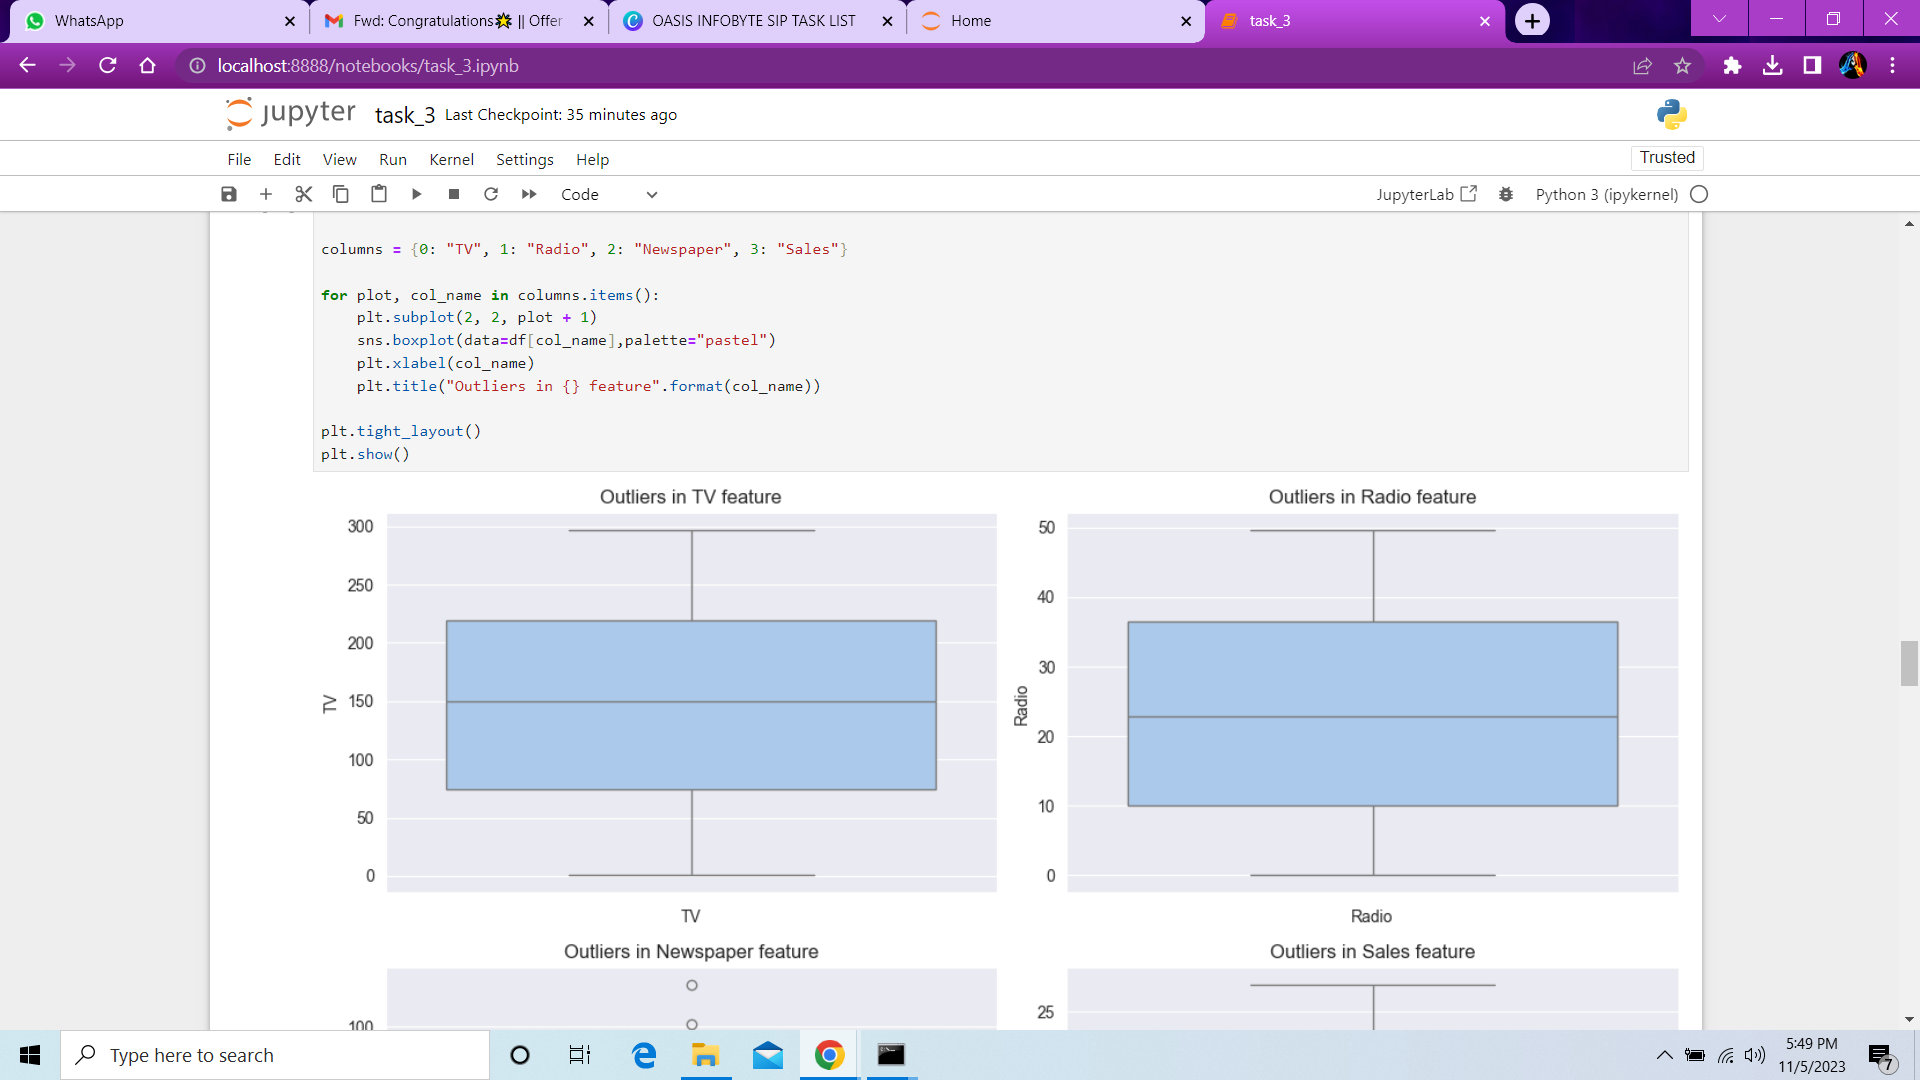 WhatsApp
Fwd: Congratulations🌟 || Offer
OASIS INFOBYTE SIP TASK LIST
Home
task_3
localhost:8888/notebooks/task_3.ipynb
jupyter task_3 Last Checkpoint: 35 minutes ago
File Edit View Run Kernel Settings Help
Trusted
Code
JupyterLab
Python 3 (ipykernel)
columns = {0: "TV", 1: "Radio", 2: "Newspaper", 3: "Sales"}
for plot, col_name in columns.items():
    plt.subplot(2, 2, plot + 1)
    sns.boxplot(data=df[col_name],palette="pastel")
    plt.xlabel(col_name)
    plt.title("Outliers in {} feature".format(col_name))
plt.tight_layout()
plt.show()
Outliers in TV feature
300
250
200
150
100
50
0
TV
TV
Outliers in Radio feature
50
40
30
20
10
0
Radio
Radio
Outliers in Newspaper feature
100
Outliers in Sales feature
25
Type here to search
5:49 PM
11/5/2023
7